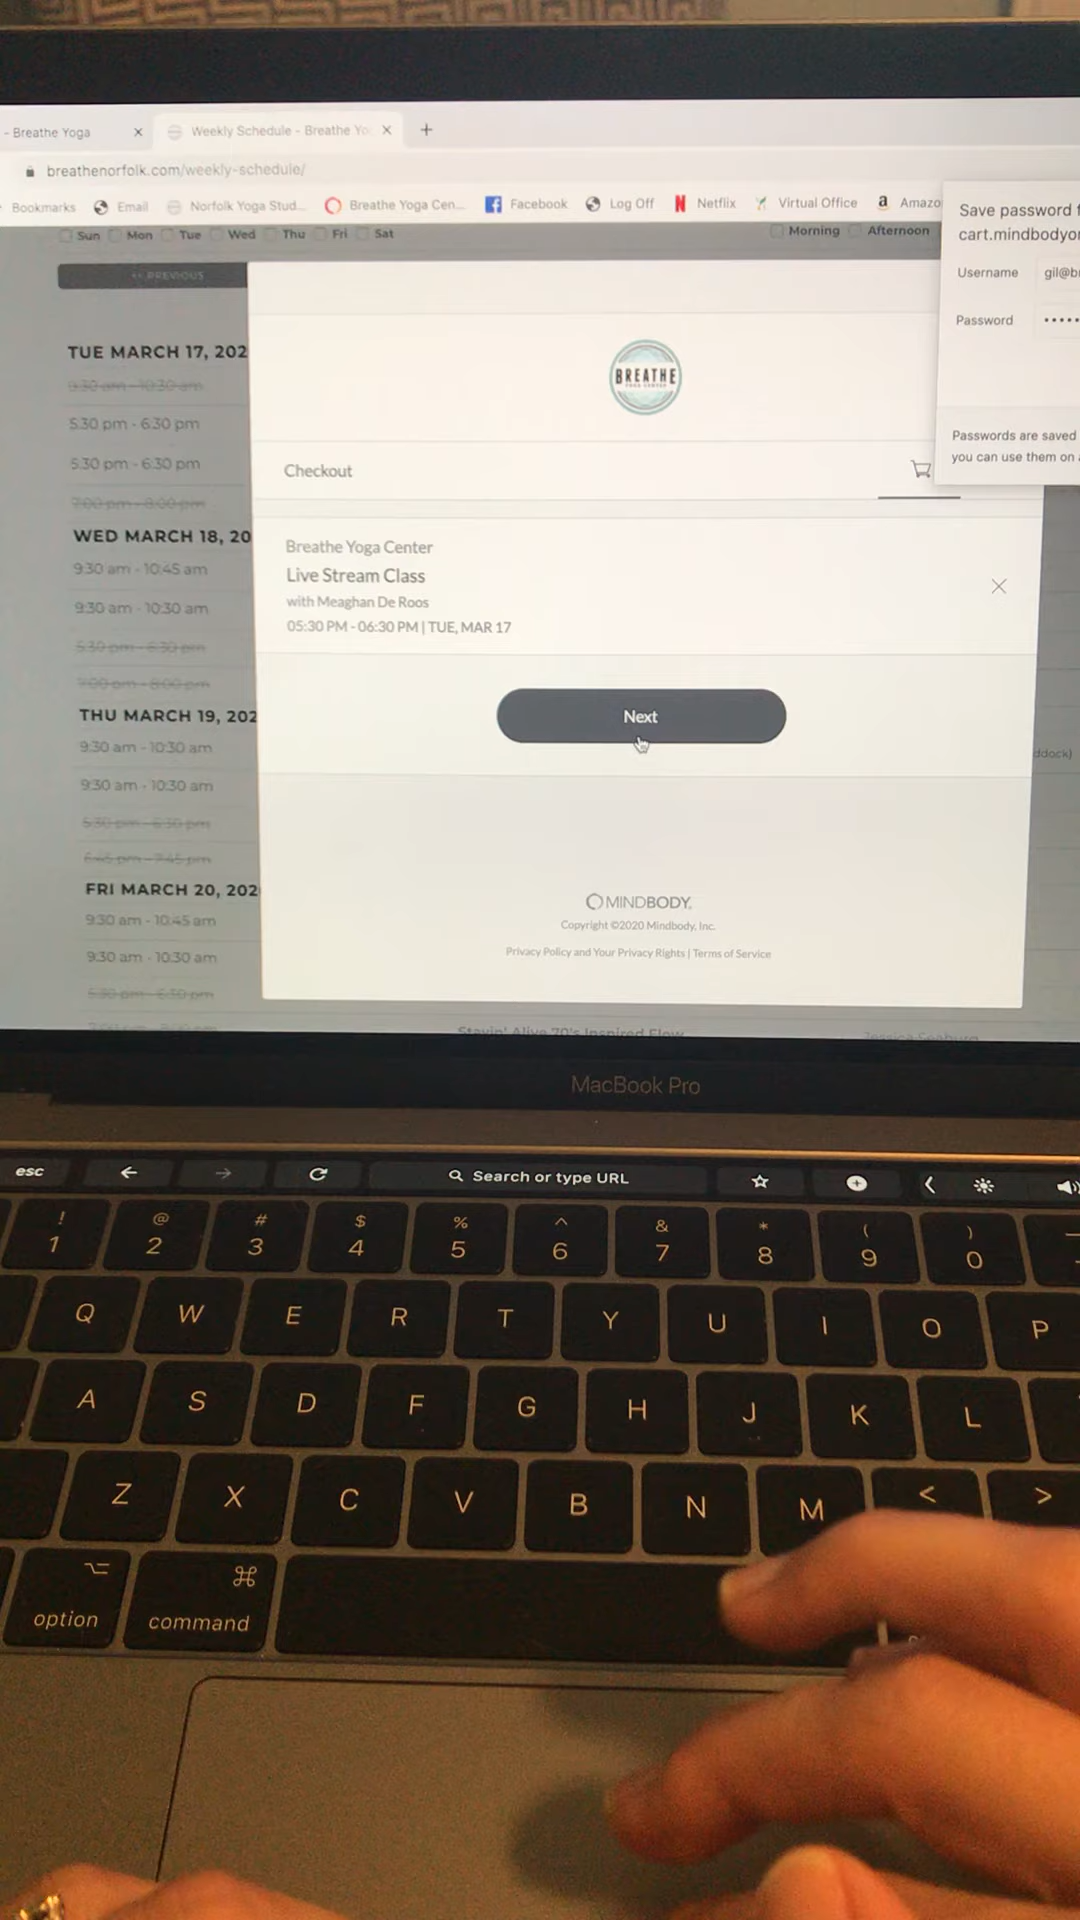 - Breathe Yoga
Weekly Schedule - Breathe Yo
breathenorfolk.com/weekly-schedule/
Bookmarks Email Norfolk Yoga Stud... Breathe Yoga Cen... Facebook Log Off Netflix Virtual Office Amazo
Sun Mon Tue Wed Thu Fri Sat Morning Afternoon
PREVIOUS
Save password f
cart.mindbodyor
Username gil@br
Password •••••
Passwords are saved
you can use them on a
TUE MARCH 17, 202
9:30 am - 10:30 am
5:30 pm - 6:30 pm
5:30 pm - 6:30 pm
7:00 pm - 8:00 pm
WED MARCH 18, 20
9:30 am - 10:45 am
9:30 am - 10:30 am
5:30 pm - 6:30 pm
7:00 pm - 8:00 pm
THU MARCH 19, 202
9:30 am - 10:30 am
9:30 am - 10:30 am
5:30 pm - 6:30 pm
6:45 pm - 7:45 pm
FRI MARCH 20, 202
9:30 am - 10:45 am
9:30 am - 10:30 am
5:30 pm - 6:30 pm
BREATHE
YOGA CENTER
Checkout
Breathe Yoga Center
Live Stream Class
with Meaghan De Roos
05:30 PM - 06:30 PM | TUE, MAR 17
Next
ddock)
MINDBODY
Copyright ©2020 Mindbody, Inc.
Privacy Policy and Your Privacy Rights | Terms of Service
Stayin' Alive 70's Inspired Flow
MacBook Pro
esc Search or type URL
! @ # $ % ^ & * ( )
1 2 3 4 5 6 7 8 9 0
Q W E R T Y U I O P
A S D F G H J K L
Z X C V B N M < >
option command